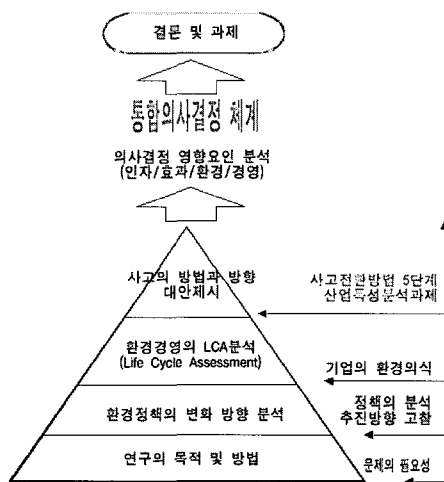 결론 및 과제
통합의사결정 체계
의사결정 영향요인 분석
(인자/효과/환경/경영)
사고의 방법과 방향
대안제시
사고전환방법 5단계
산업특성분석과제
환경경영의 LCA분석
(Life Cycle Assessment)
기업의 환경의식
환경정책의 변화 방향 분석
정책의 분석
추진방향 고찰
연구의 목적 및 방법
문제의 필요성